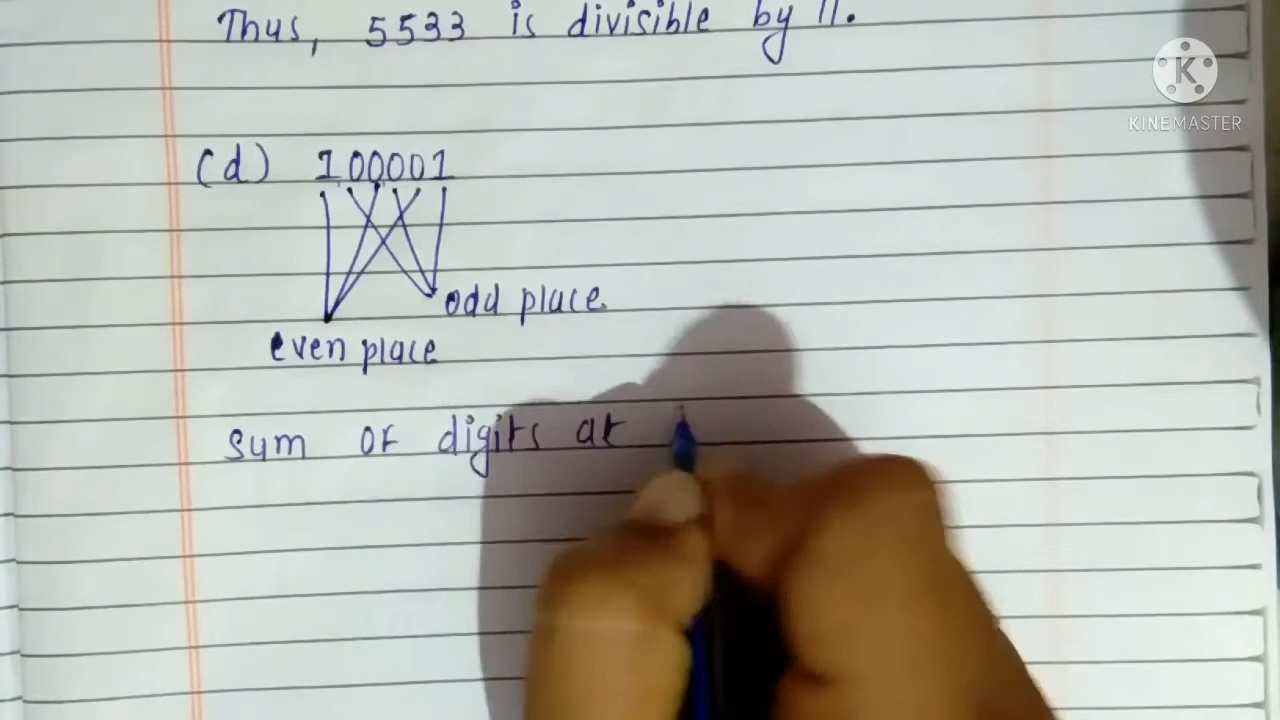 Thus, 5533 is divisible by 11.
K
KINEMASTER
(d) 100001
odd place.
even place
sum of digits at